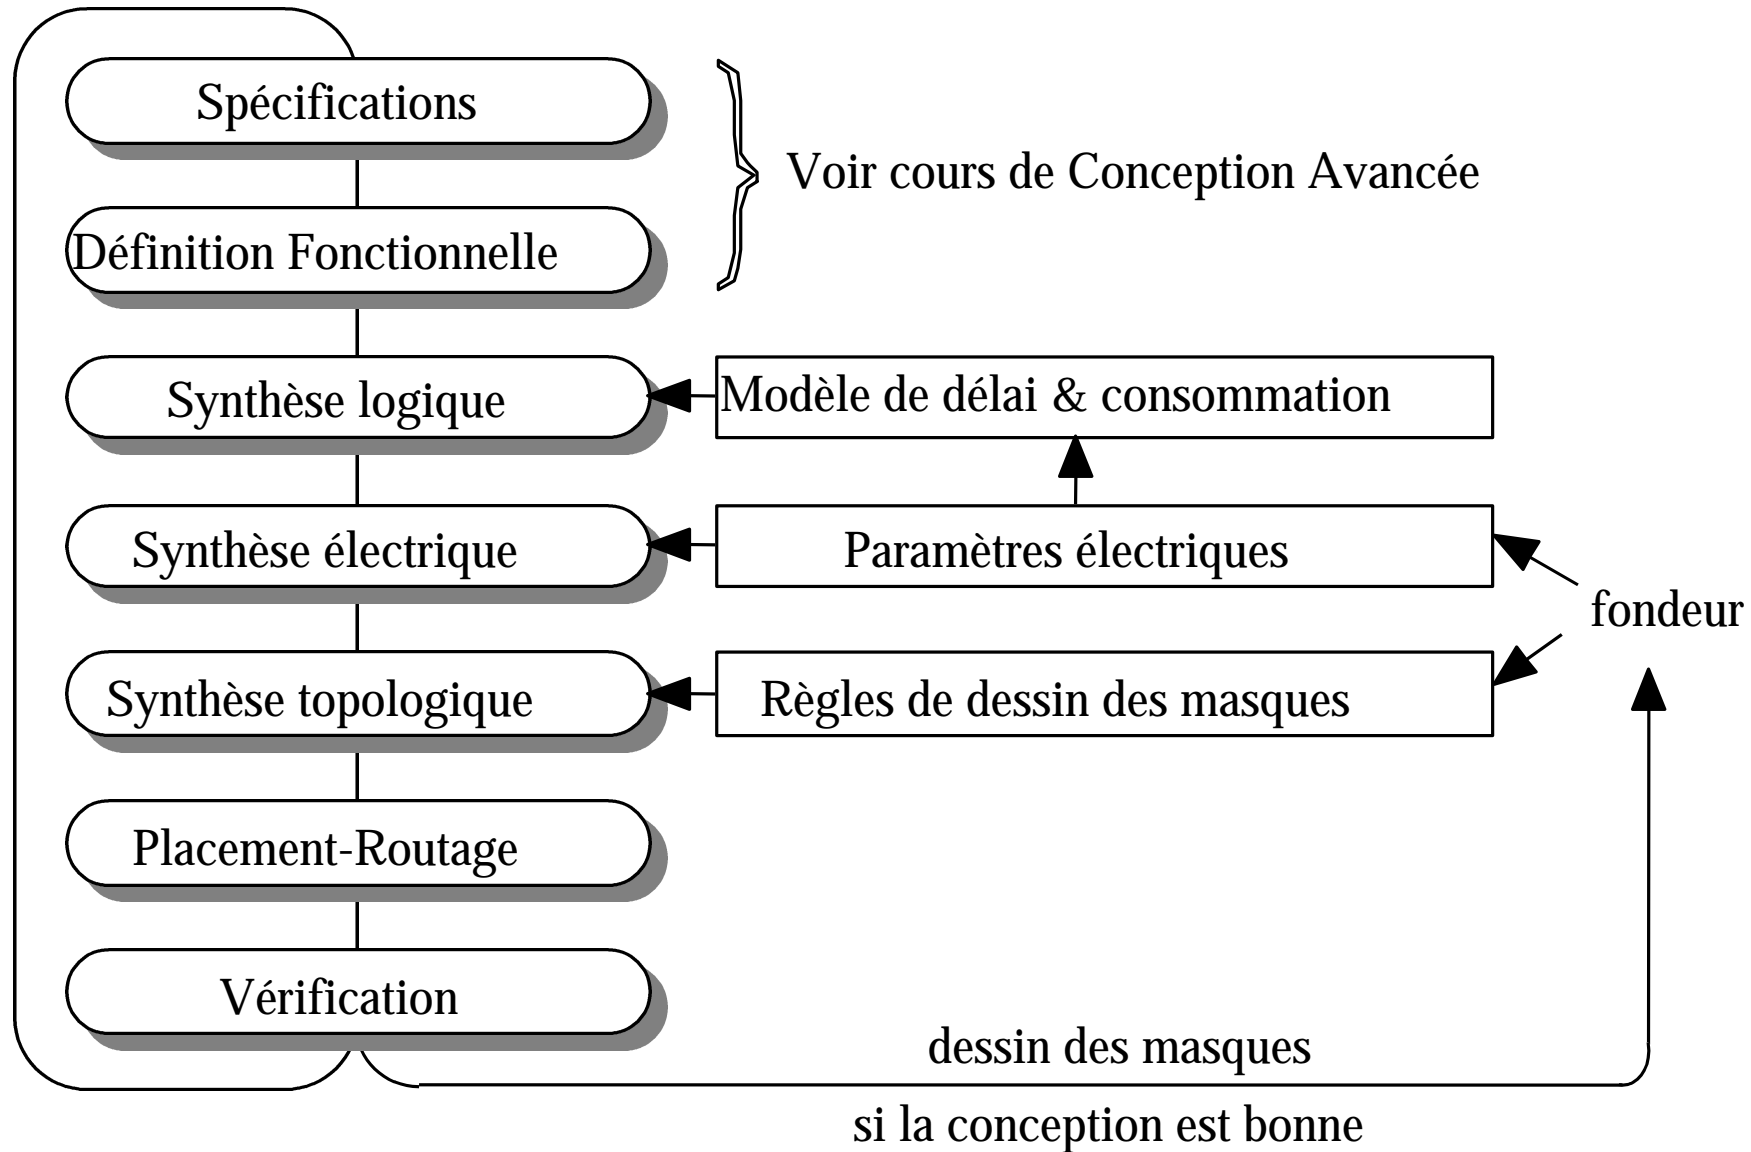 Spécifications
Voir cours de Conception Avancée
Définition Fonctionnelle
Synthèse logique
Modèle de délai & consommation
Synthèse électrique
Paramètres électriques
fondeur
Synthèse topologique
Règles de dessin des masques
Placement-Routage
Vérification
dessin des masques
si la conception est bonne